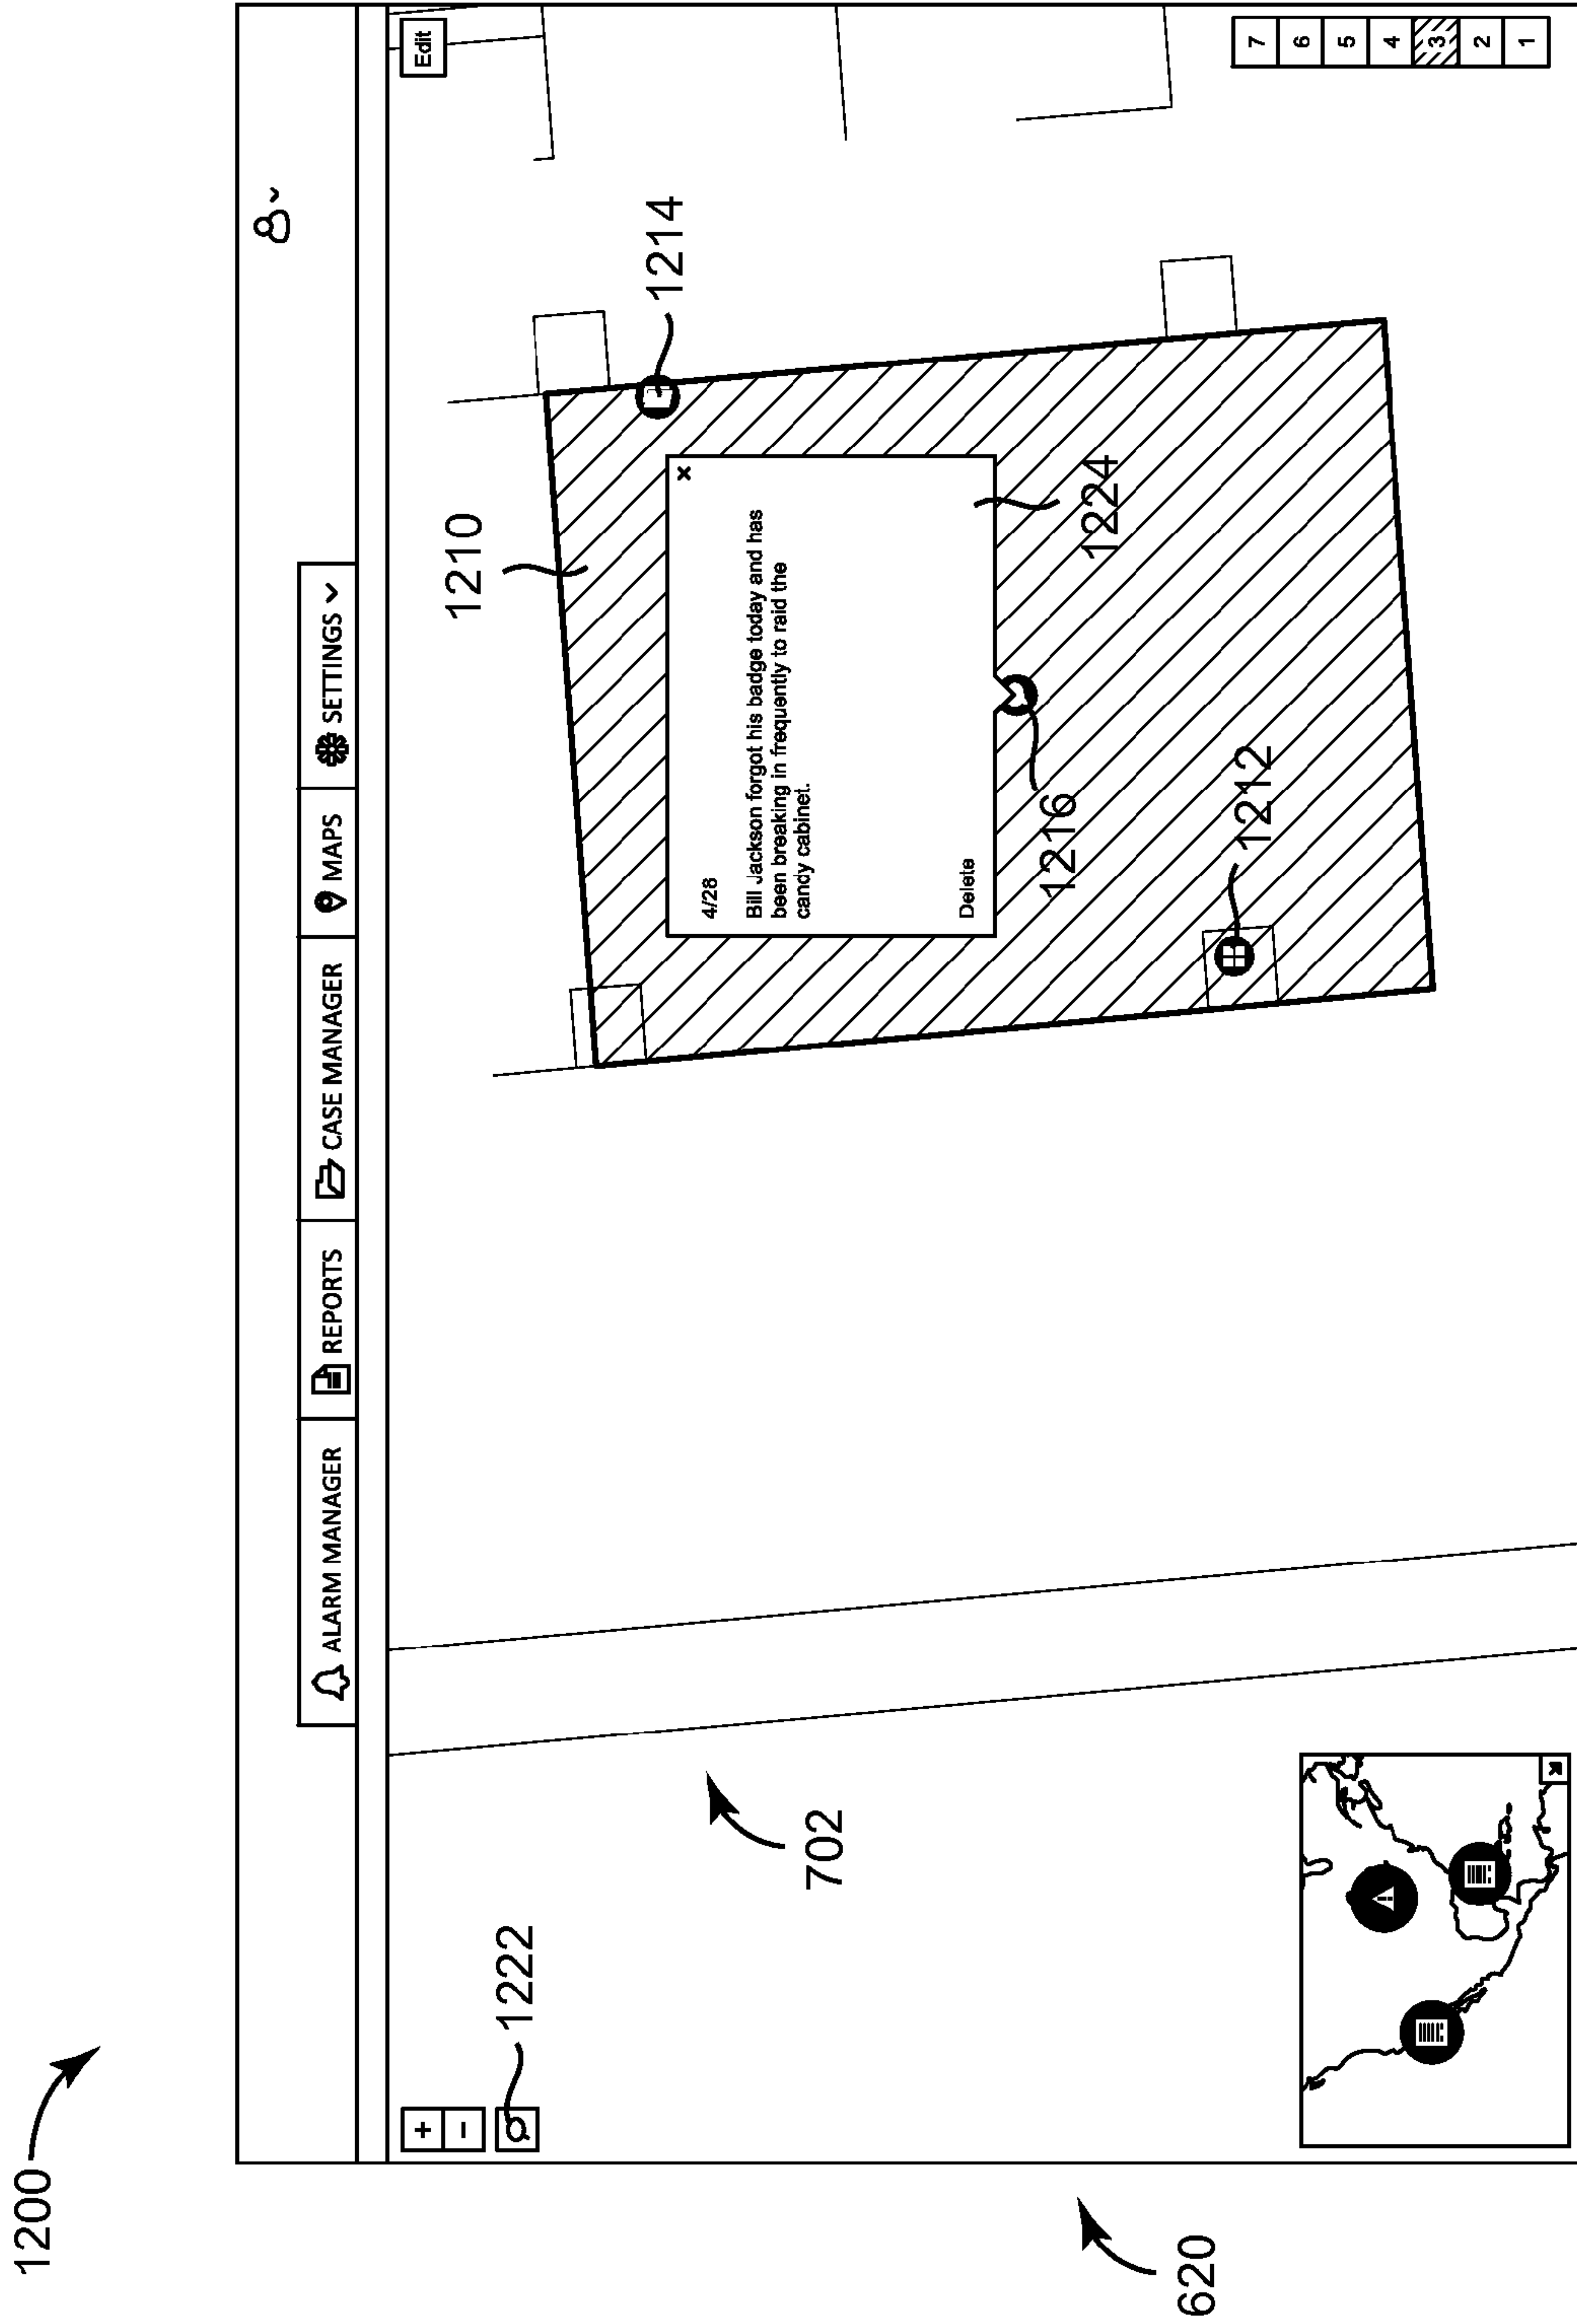 1200
ALARM MANAGER
REPORTS
CASE MANAGER
MAPS
SETTINGS
+
−
1222
Edit
1210
1214
702
4/28
x
Bill Jackson forgot his badge today and has
been breaking in frequently to raid the
candy cabinet.
Delete
1224
1216
1212
620
7
6
5
4
3
2
1